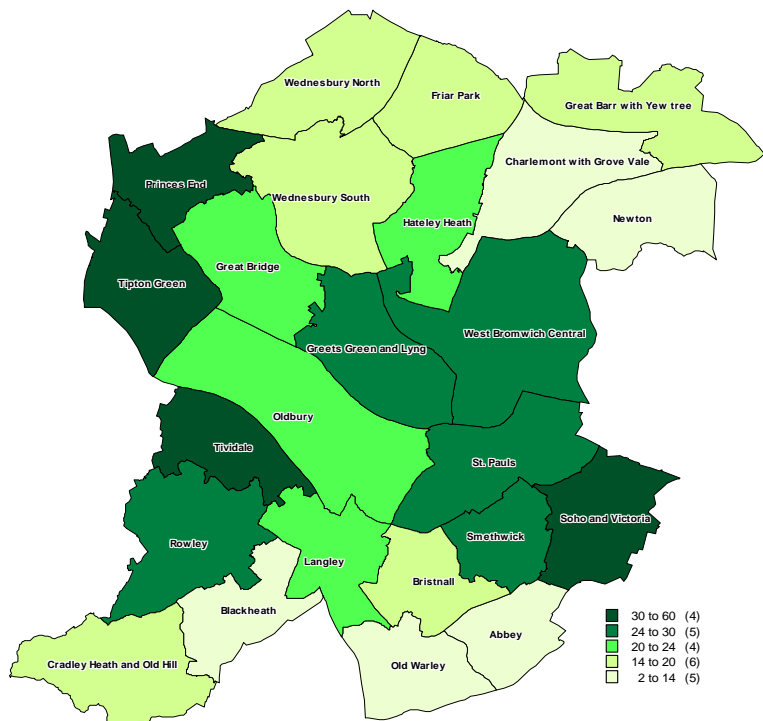 Wednesbury North
Friar Park
Great Barr with Yew tree
Charlemont with Grove Vale
Princes End
Wednesbury South
Hateley Heath
Newton
Great Bridge
Tipton Green
West Bromwich Central
Greets Green and Lyng
Oldbury
Tividale
St. Pauls
Soho and Victoria
Smethwick
Rowley
Langley
Bristnall
Blackheath
Abbey
Cradley Heath and Old Hill
Old Warley
30 to 60 (4)
24 to 30 (5)
20 to 24 (4)
14 to 20 (6)
2 to 14 (5)